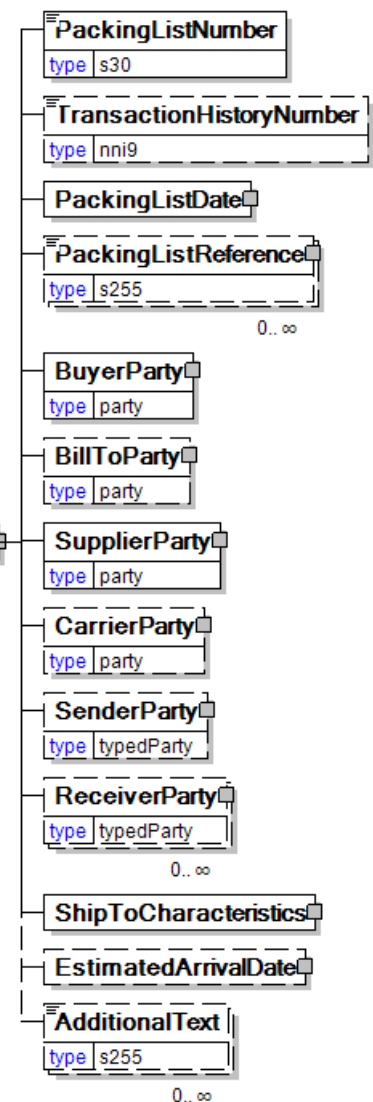 PackingListNumber
type s30
TransactionHistoryNumber
type nni9
PackingListDate
PackingListReference
type s255
0.. ∞
BuyerParty
type party
BillToParty
type party
SupplierParty
type party
CarrierParty
type party
SenderParty
type typedParty
ReceiverParty
type typedParty
0.. ∞
ShipToCharacteristics
EstimatedArrivalDate
AdditionalText
type s255
0.. ∞